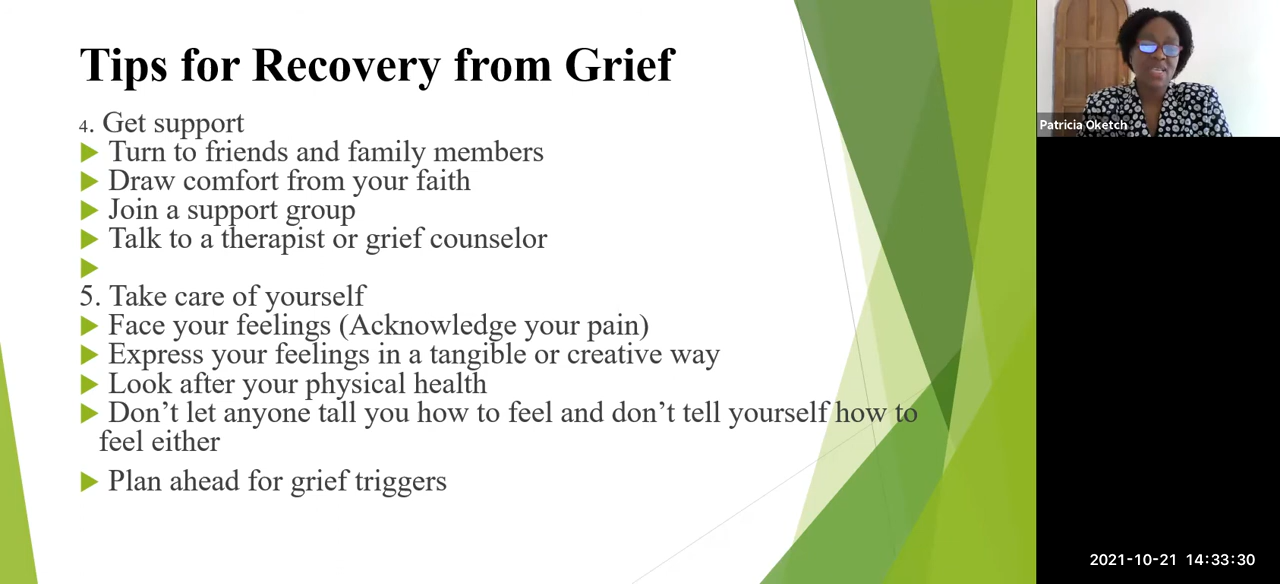 Tips for Recovery from Grief
4. Get support
Turn to friends and family members
Draw comfort from your faith
Join a support group
Talk to a therapist or grief counselor
5. Take care of yourself
Face your feelings (Acknowledge your pain)
Express your feelings in a tangible or creative way
Look after your physical health
Don’t let anyone tall you how to feel and don’t tell yourself how to
feel either
Plan ahead for grief triggers
Patricia Oketch
2021-10-21 14:33:30